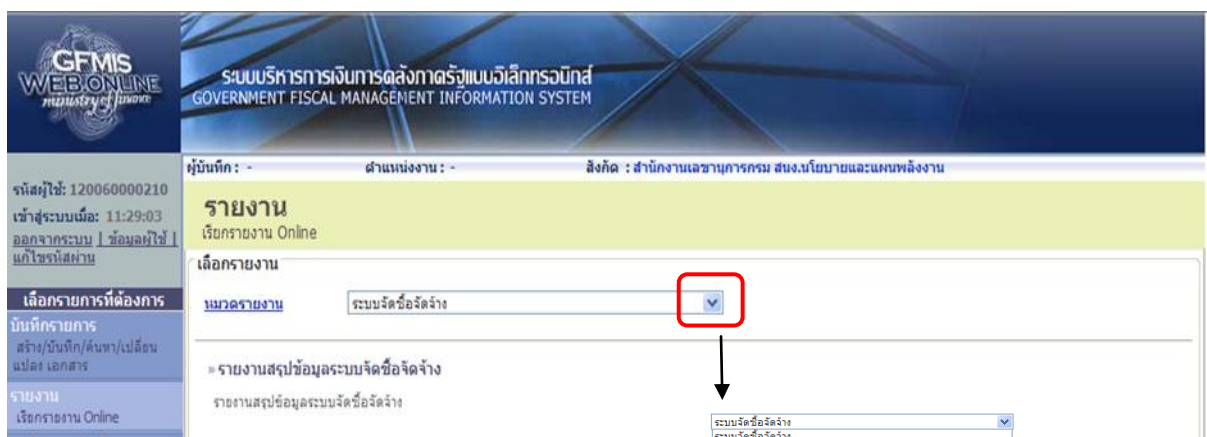 GFMIS
WEB ONLINE
ministry of finance
ระบบบริหารการเงินการคลังภาครัฐแบบอิเล็กทรอนิกส์
GOVERNMENT FISCAL MANAGEMENT INFORMATION SYSTEM
ผู้บันทึก : - ตำแหน่งงาน : - สังกัด : สำนักงานเลขานุการกรม สนง.นโยบายและแผนพลังงาน
รหัสผู้ใช้: 120060000210
เข้าสู่ระบบเมื่อ: 11:29:03
ออกจากระบบ | ข้อมูลผู้ใช้ |
แก้ไขรหัสผ่าน
รายงาน
เรียกรายงาน Online
เลือกรายงาน
หมวดรายงาน ระบบจัดซื้อจัดจ้าง
เลือกรายการที่ต้องการ
บันทึกรายการ
สร้าง/บันทึก/ค้นหา/เปลี่ยน
แปลง เอกสาร
รายงาน
เรียกรายงาน Online
» รายงานสรุปข้อมูลระบบจัดซื้อจัดจ้าง
รายงานสรุปข้อมูลระบบจัดซื้อจัดจ้าง
ระบบจัดซื้อจัดจ้าง
ระบบจัดซื้อจัดจ้าง